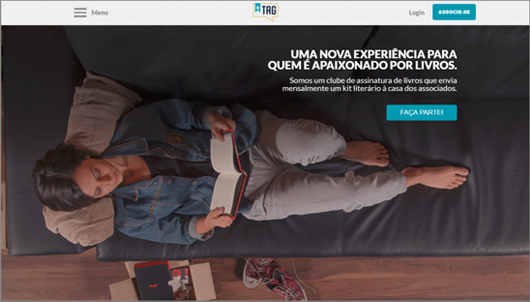 Menu
TAG
Login
ASSOCIE-SE
UMA NOVA EXPERIÊNCIA PARA
QUEM É APAIXONADO POR LIVROS.
Somos um clube de assinatura de livros que envia
mensalmente um kit literário à casa dos associados.
FAÇA PARTE!